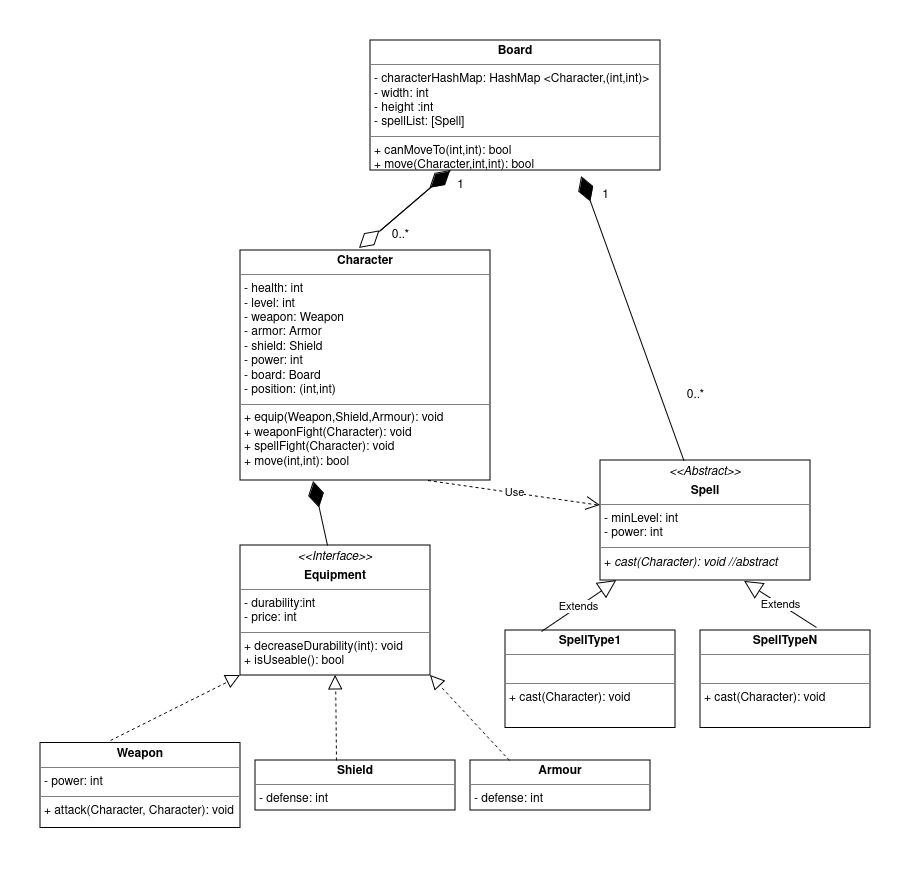 Board
- characterHashMap: HashMap <Character,(int,int)>
- width: int
- height :int
- spellList: [Spell]
+ canMoveTo(int,int): bool
+ move(Character,int,int): bool
1
1
0..*
Character
- health: int
- level: int
- weapon: Weapon
- armor: Armor
- shield: Shield
- power: int
- board: Board
- position: (int,int)
+ equip(Weapon,Shield,Armour): void
+ weaponFight(Character): void
+ spellFight(Character): void
+ move(int,int): bool
0..*
Use
<<Abstract>>
Spell
- minLevel: int
- power: int
+ cast(Character): void //abstract
<<Interface>>
Equipment
- durability:int
- price: int
+ decreaseDurability(int): void
+ isUseable(): bool
Extends
Extends
SpellType1
+ cast(Character): void
SpellTypeN
+ cast(Character): void
Weapon
- power: int
+ attack(Character, Character): void
Shield
- defense: int
Armour
- defense: int